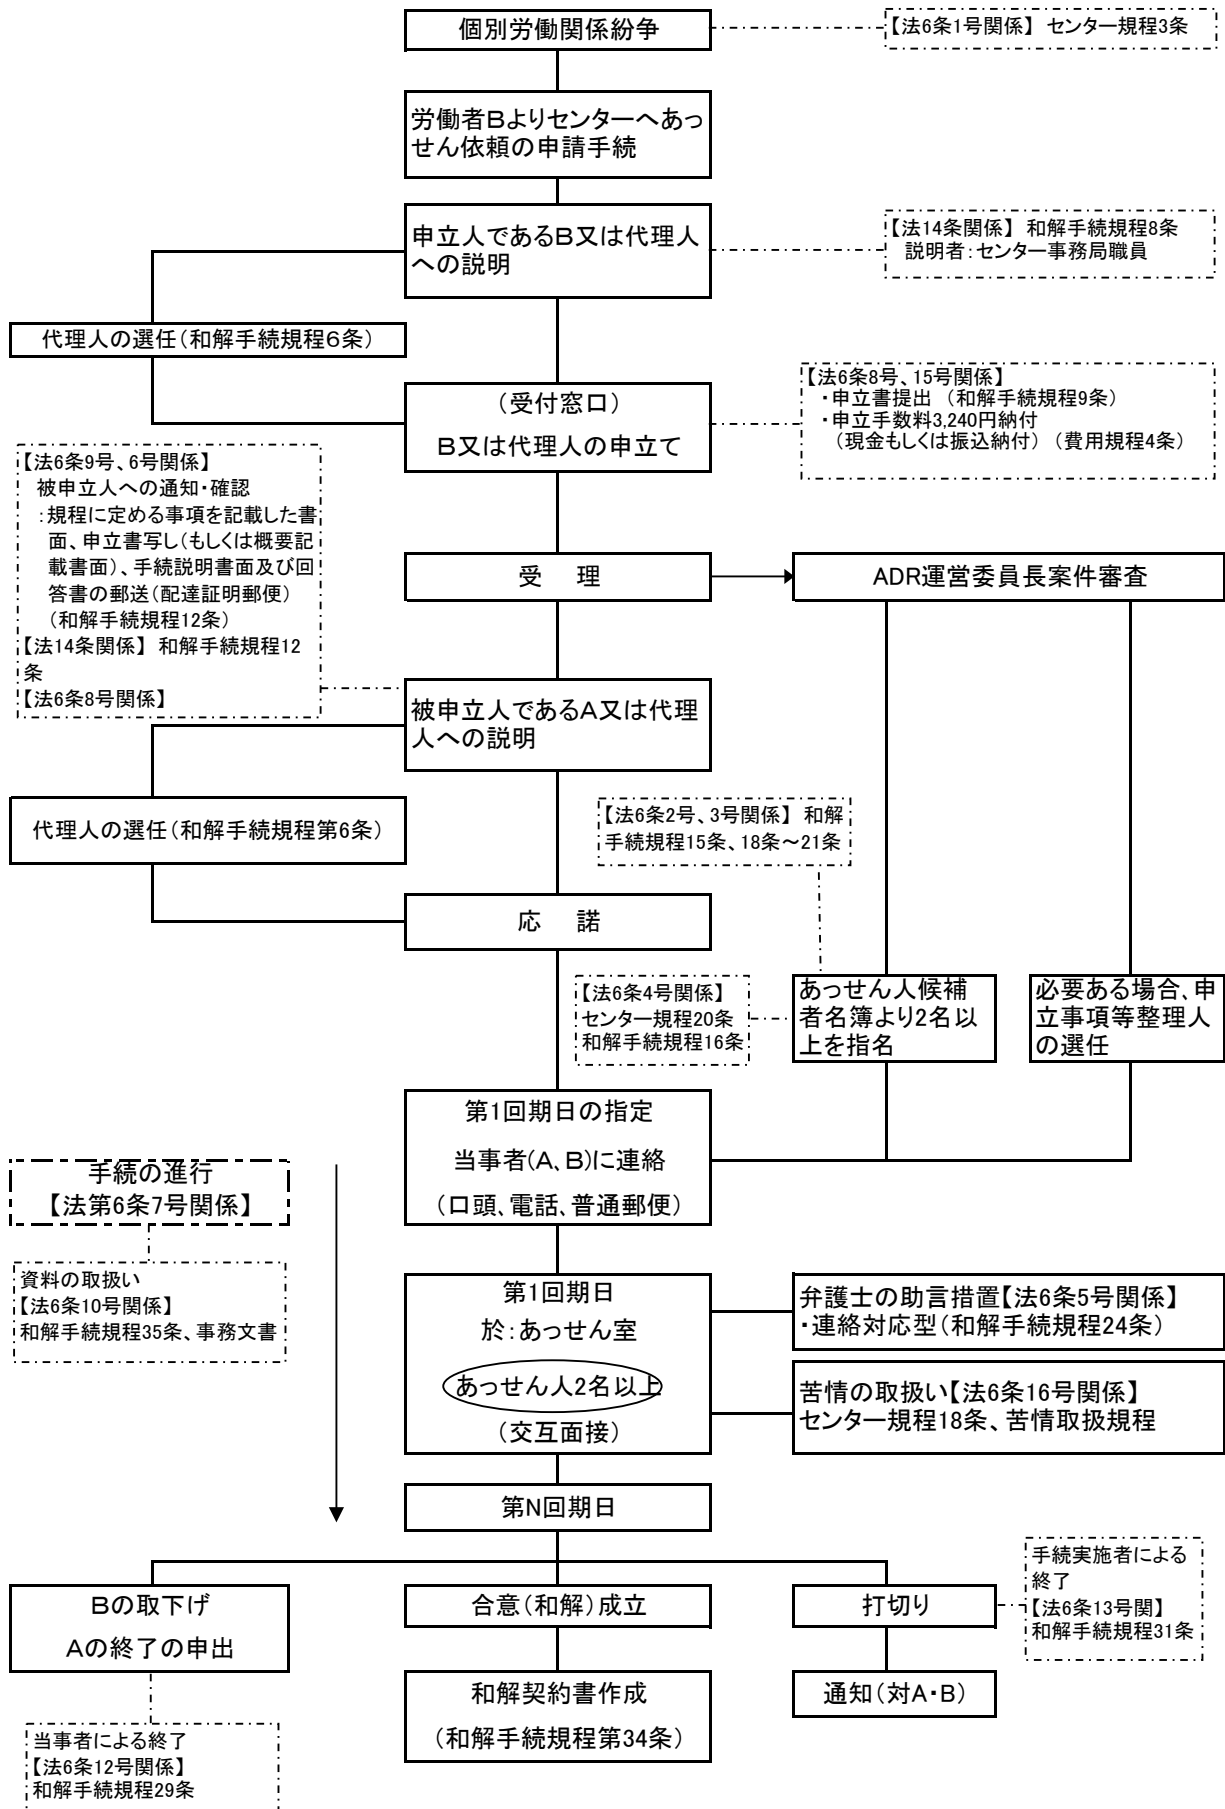 個別労働関係紛争
【法6条1号関係】 センター規程3条
労働者Bよりセンターへあっ
せん依頼の申請手続
申立人であるB又は代理人
への説明
【法14条関係】 和解手続規程8条
説明者：センター事務局職員
代理人の選任（和解手続規程6条）
（受付窓口）
B又は代理人の申立て
【法6条8号、15号関係】
・申立書提出 （和解手続規程9条）
・申立手数料3,240円納付
（現金もしくは振込納付） （費用規程4条）
【法6条9号、6号関係】
被申立人への通知・確認
：規程に定める事項を記載した書
面、申立書写し（もしくは概要記
載書面）、手続説明書面及び回
答書の郵送（配達証明郵便）
（和解手続規程12条）
【法14条関係】 和解手続規程12
条
【法6条8号関係】
受 理
ADR運営委員長案件審査
被申立人であるA又は代理
人への説明
代理人の選任（和解手続規程第6条）
【法6条2号、3号関係】 和解
手続規程15条、18条～21条
応 諾
【法6条4号関係】
センター規程20条
和解手続規程16条
あっせん人候補
者名簿より2名以
上を指名
必要ある場合、申
立事項等整理人
の選任
第1回期日の指定
当事者(A、B)に連絡
（口頭、電話、普通郵便）
手続の進行
【法第6条7号関係】
資料の取扱い
【法6条10号関係】
和解手続規程35条、事務文書
第1回期日
於：あっせん室
あっせん人2名以上
（交互面接）
弁護士の助言措置【法6条5号関係】
・連絡対応型（和解手続規程24条）
苦情の取扱い【法6条16号関係】
センター規程18条、苦情取扱規程
第N回期日
Bの取下げ
Aの終了の申出
合意（和解）成立
打切り
手続実施者による
終了
【法6条13号関】
和解手続規程31条
和解契約書作成
（和解手続規程第34条）
通知（対A・B）
当事者による終了
【法6条12号関係】
和解手続規程29条